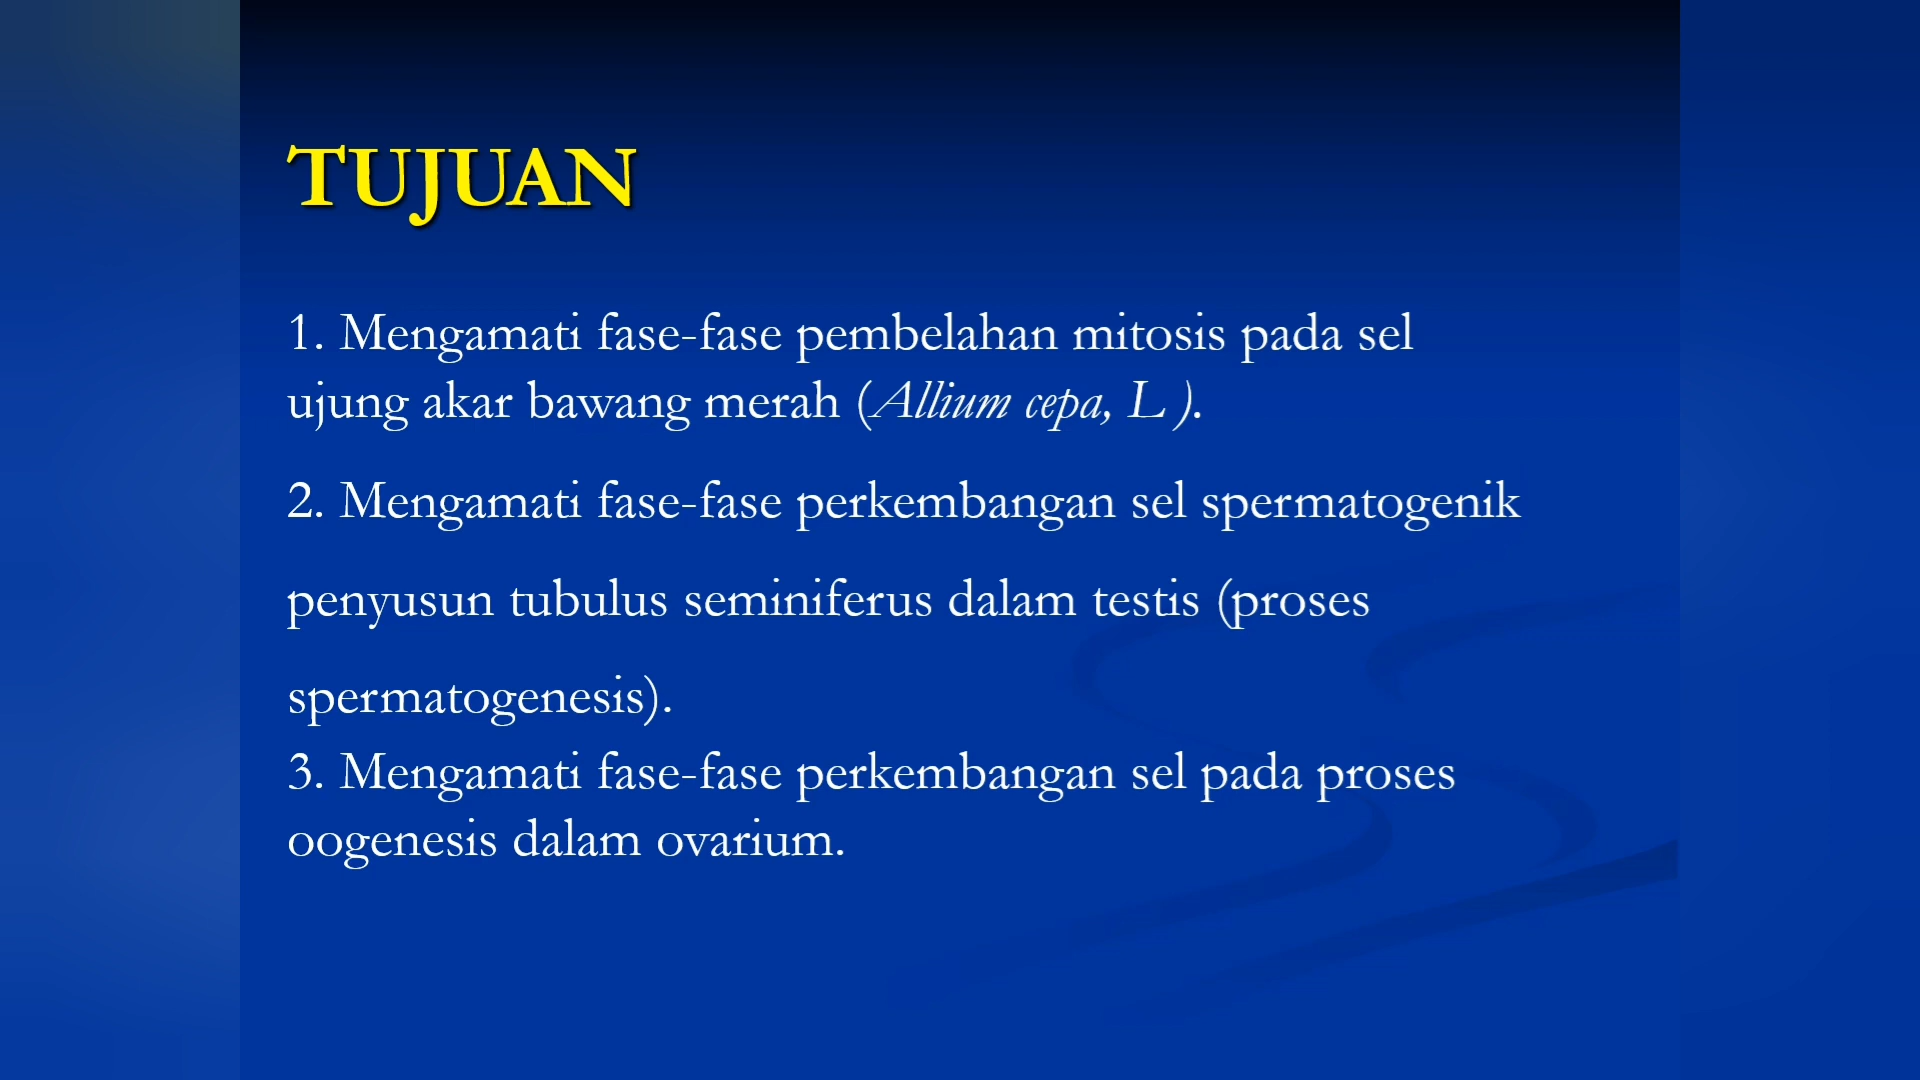 TUJUAN
1. Mengamati fase-fase pembelahan mitosis pada sel
ujung akar bawang merah (Allium cepa, L ).
2. Mengamati fase-fase perkembangan sel spermatogenik
penyusun tubulus seminiferus dalam testis (proses
spermatogenesis).
3. Mengamati fase-fase perkembangan sel pada proses
oogenesis dalam ovarium.